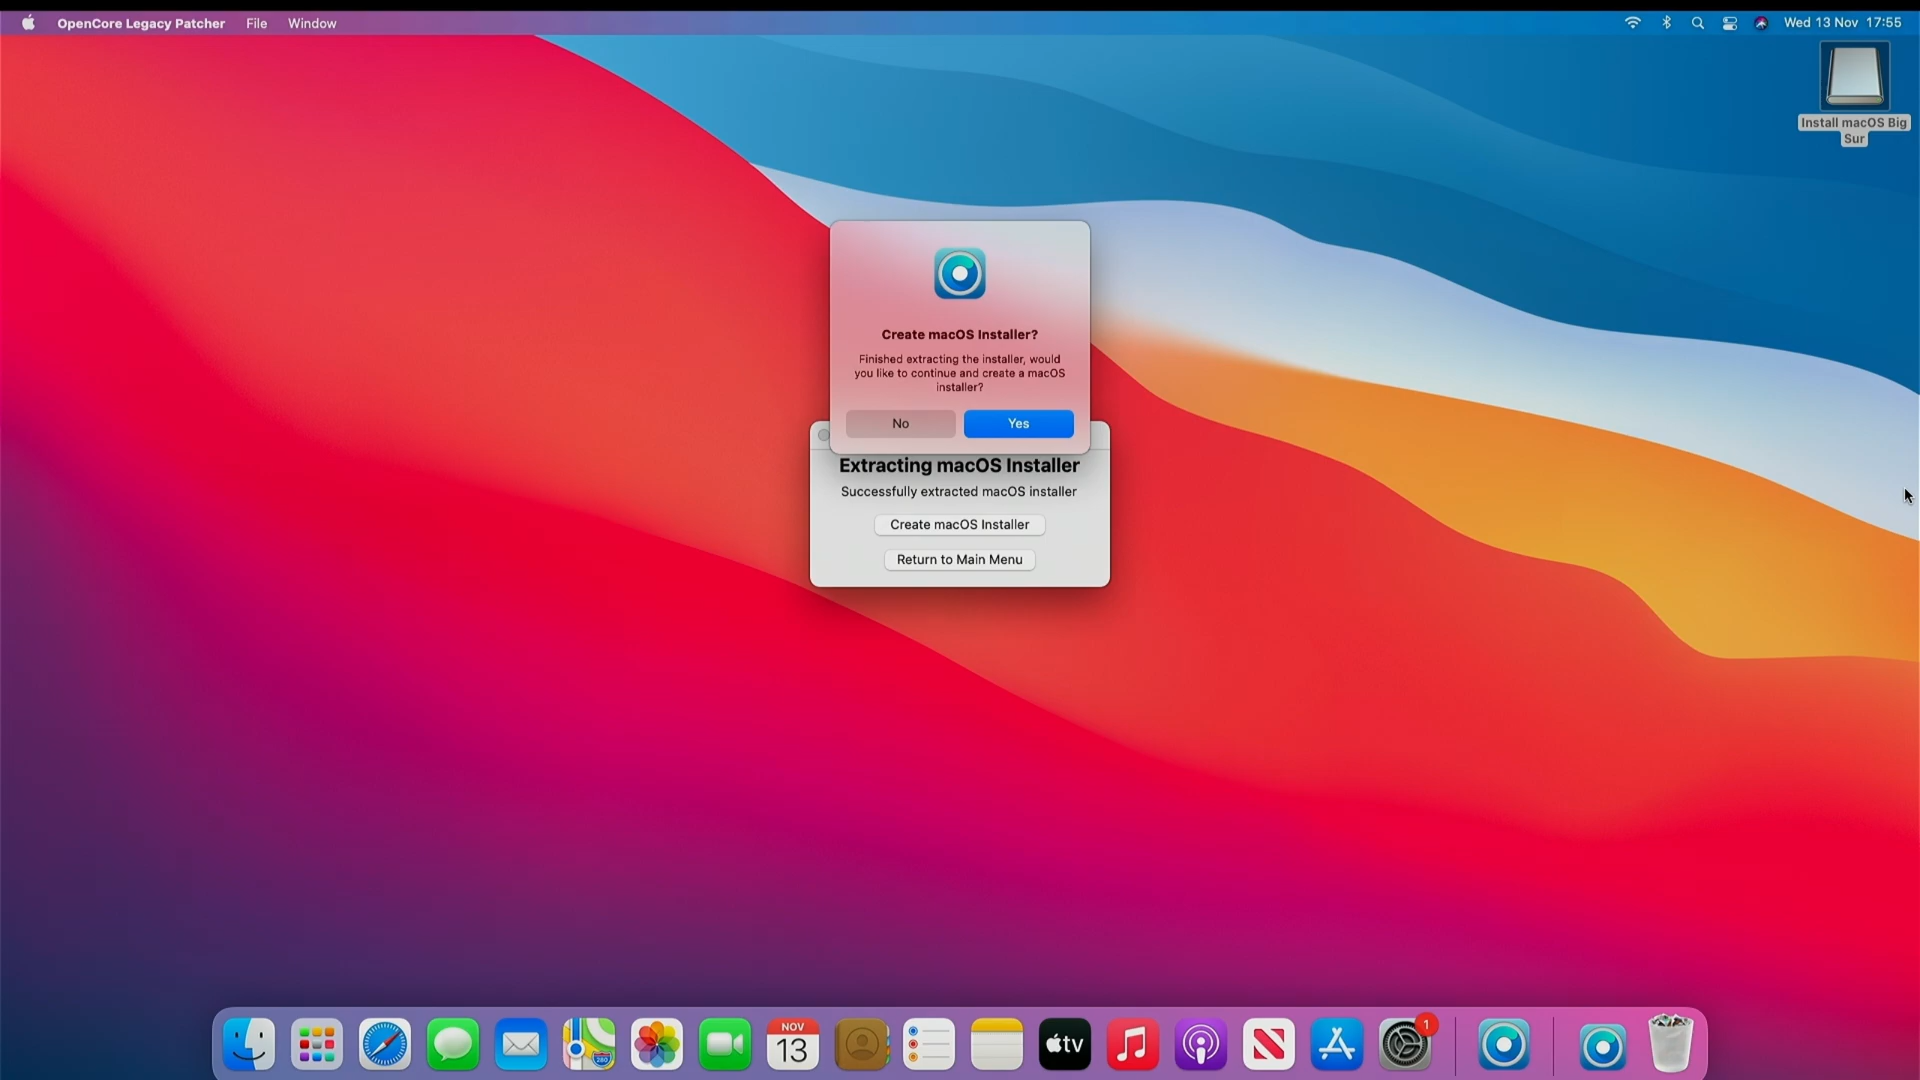 OpenCore Legacy Patcher File Window
Wed 13 Nov 17:55
Install macOS Big
Sur
Create macOS Installer?
Finished extracting the installer, would
you like to continue and create a macOS
installer?
No Yes
Extracting macOS Installer
Successfully extracted macOS installer
Create macOS Installer
Return to Main Menu
NOV
13
280
tv
1